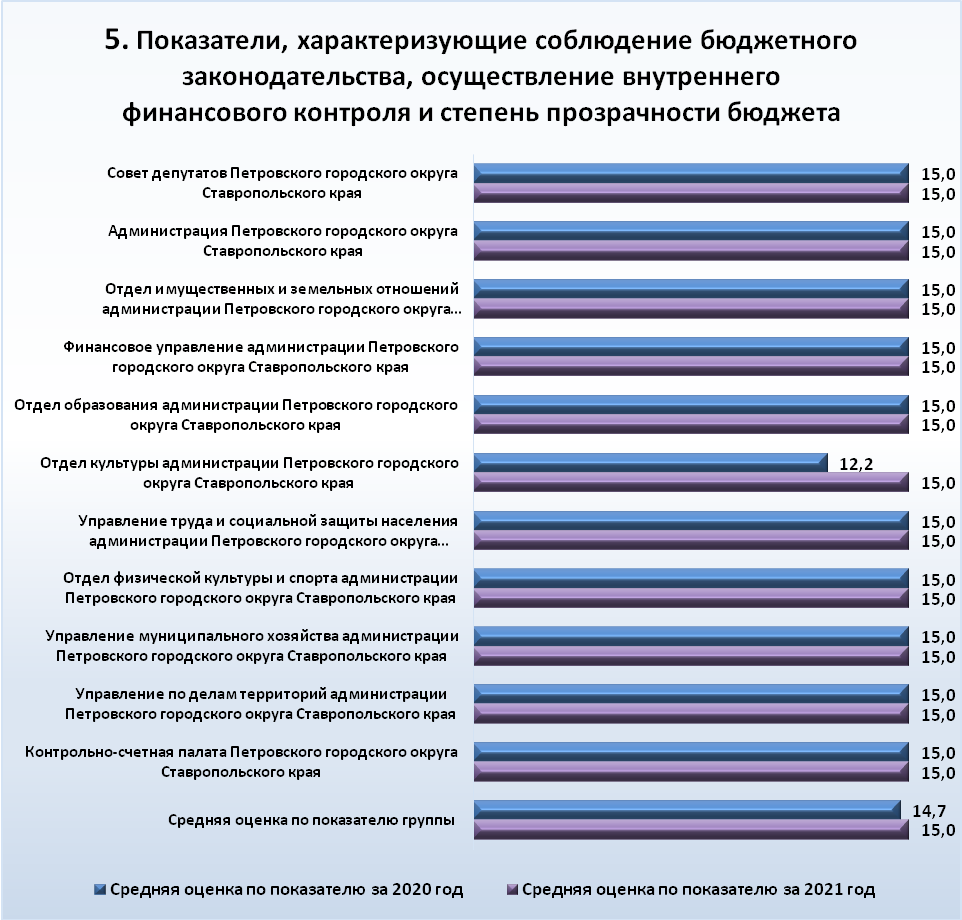 5. Показатели, характеризующие соблюдение бюджетного
законодательства, осуществление внутреннего
финансового контроля и степень прозрачности бюджета
Совет депутатов Петровского городского округа
Ставропольского края
15,0
15,0
Администрация Петровского городского округа
Ставропольского края
15,0
15,0
Отдел имущественных и земельных отношений
администрации Петровского городского округа...
15,0
15,0
Финансовое управление администрации Петровского
городского округа Ставропольского края
15,0
15,0
Отдел образования администрации Петровского городского
округа Ставропольского края
15,0
15,0
Отдел культуры администрации Петровского городского
округа Ставропольского края
12,2
15,0
Управление труда и социальной защиты населения
администрации Петровского городского округа...
15,0
15,0
Отдел физической культуры и спорта администрации
Петровского городского округа Ставропольского края
15,0
15,0
Управление муниципального хозяйства администрации
Петровского городского округа Ставропольского края
15,0
15,0
Управление по делам территорий администрации
Петровского городского округа Ставропольского края
15,0
15,0
Контрольно-счетная палата Петровского городского округа
Ставропольского края
15,0
15,0
Средняя оценка по показателю группы
14,7
15,0
Средняя оценка по показателю за 2020 год
Средняя оценка по показателю за 2021 год